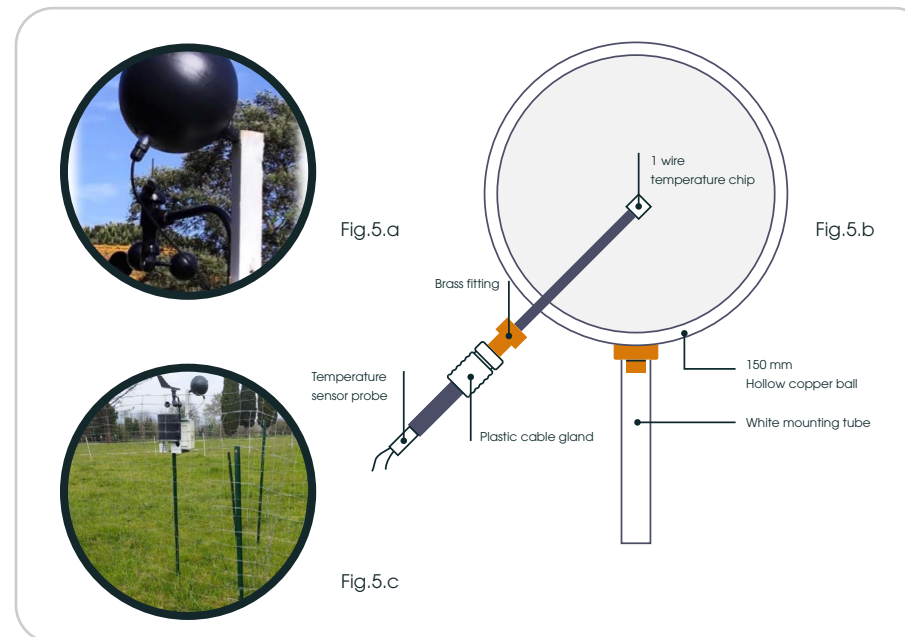 1 wire
temperature chip
Fig.5.a
Fig.5.b
Brass fitting
150 mm
Hollow copper ball
Temperature
sensor probe
White mounting tube
Plastic cable gland
Fig.5.c